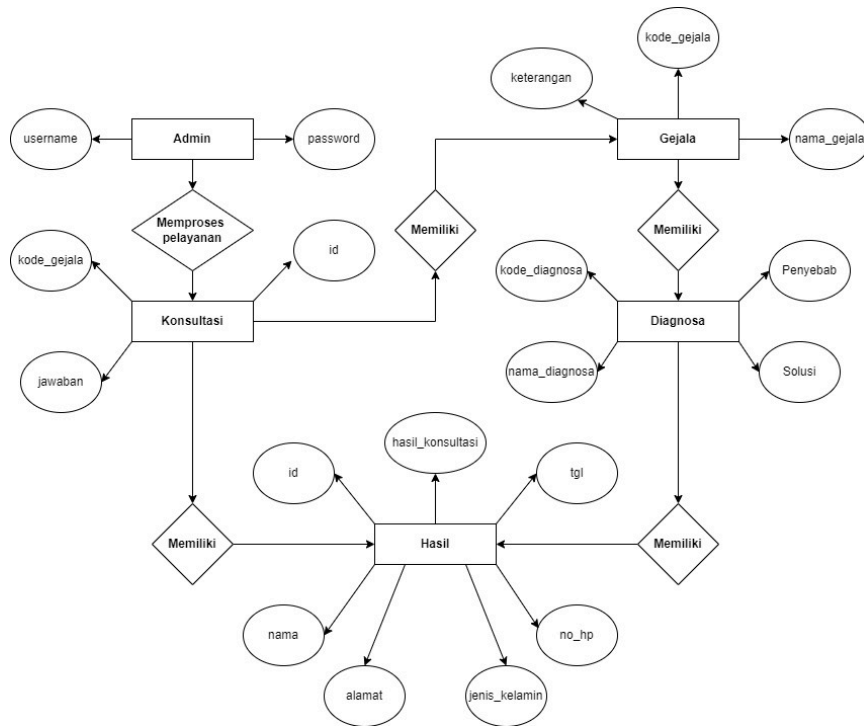 kode_gejala
keterangan
username
Admin
password
Gejala
nama_gejala
Memproses
pelayanan
Memiliki
Memiliki
kode_gejala
id
kode_diagnosa
Penyebab
Konsultasi
Diagnosa
jawaban
nama_diagnosa
Solusi
hasil_konsultasi
id
tgl
Memiliki
Hasil
Memiliki
nama
no_hp
alamat
jenis_kelamin